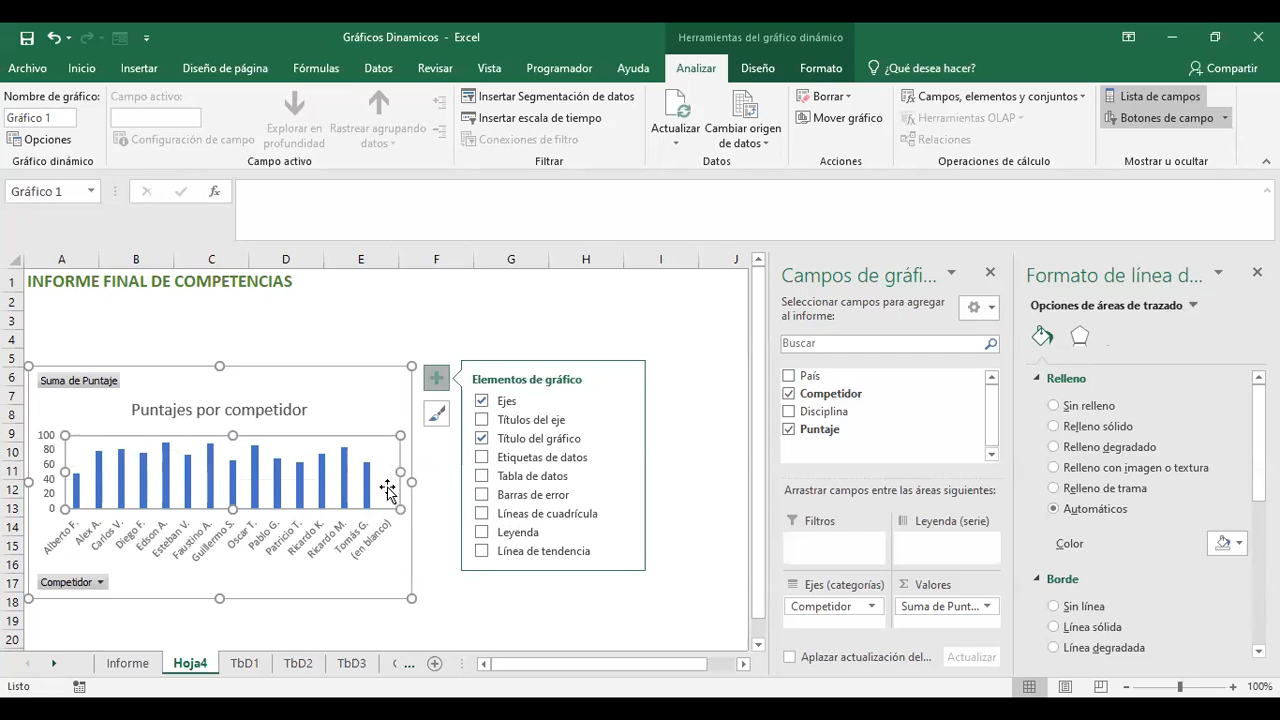 Gráficos Dinamicos - Excel
Herramientas del gráfico dinámico
Archivo Inicio Insertar Diseño de página Fórmulas Datos Revisar Vista Programador Ayuda Analizar Diseño Formato ¿Qué desea hacer? Compartir
Nombre de gráfico:
Gráfico 1
Opciones
Gráfico dinámico
Campo activo:
Configuración de campo
Explorar en profundidad
Rastrear agrupando datos
Campo activo
Insertar Segmentación de datos
Insertar escala de tiempo
Conexiones de filtro
Filtrar
Actualizar
Cambiar origen de datos
Datos
Borrar
Mover gráfico
Acciones
Campos, elementos y conjuntos
Herramientas OLAP
Relaciones
Operaciones de cálculo
Lista de campos
Botones de campo
Mostrar u ocultar
Gráfico 1
fx
A B C D E F G H I J
1
2
3
4
5
6
7
8
9
10
11
12
13
14
15
16
17
18
19
20
INFORME FINAL DE COMPETENCIAS
Suma de Puntaje
Puntajes por competidor
100
80
60
40
20
0
Alberto F.
Alex A.
Carlos V.
Diego F.
Edson A.
Esteban V.
Faustino A.
Guillermo S.
Oscar T.
Pablo G.
Patricio T.
Ricardo K.
Ricardo M.
Tomás G.
(en blanco)
Competidor
Elementos de gráfico
Ejes
Títulos del eje
Título del gráfico
Etiquetas de datos
Tabla de datos
Barras de error
Líneas de cuadrícula
Leyenda
Línea de tendencia
Campos de gráfi...
Seleccionar campos para agregar
al informe:
Buscar
País
Competidor
Disciplina
Puntaje
Arrastrar campos entre las áreas siguientes:
Filtros
Leyenda (serie)
Ejes (categorías)
Valores
Competidor
Suma de Punt...
Aplazar actualización del...
Actualizar
Formato de línea d...
Opciones de áreas de trazado
Relleno
Sin relleno
Relleno sólido
Relleno degradado
Relleno con imagen o textura
Relleno de trama
Automáticos
Color
Borde
Sin línea
Línea sólida
Línea degradada
Informe Hoja4 TbD1 TbD2 TbD3 ...
Listo
100%